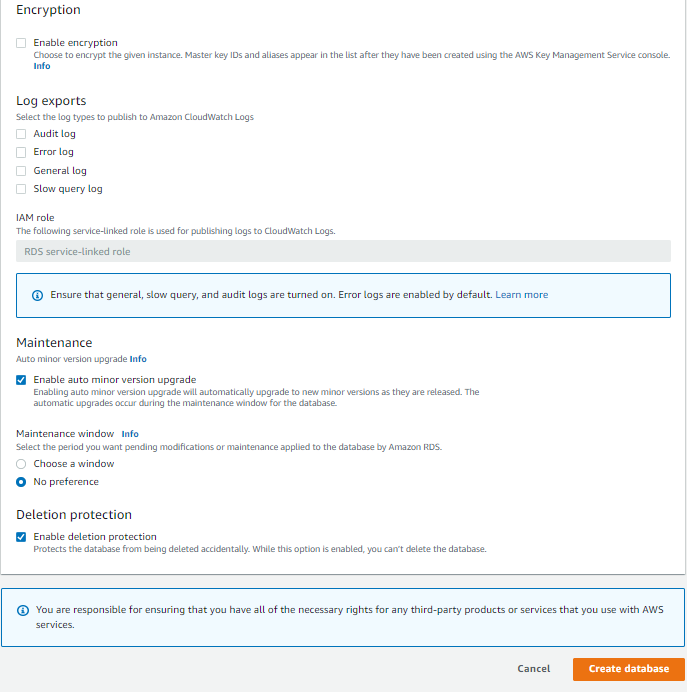 Encryption
Enable encryption
Choose to encrypt the given instance. Master key IDs and aliases appear in the list after they have been created using the AWS Key Management Service console.
Info
Log exports
Select the log types to publish to Amazon CloudWatch Logs
Audit log
Error log
General log
Slow query log
IAM role
The following service-linked role is used for publishing logs to CloudWatch Logs.
RDS service-linked role
Ensure that general, slow query, and audit logs are turned on. Error logs are enabled by default. Learn more
Maintenance
Auto minor version upgrade Info
Enable auto minor version upgrade
Enabling auto minor version upgrade will automatically upgrade to new minor versions as they are released. The
automatic upgrades occur during the maintenance window for the database.
Maintenance window Info
Select the period you want pending modifications or maintenance applied to the database by Amazon RDS.
Choose a window
No preference
Deletion protection
Enable deletion protection
Protects the database from being deleted accidentally. While this option is enabled, you can't delete the database.
You are responsible for ensuring that you have all of the necessary rights for any third-party products or services that you use with AWS
services.
Cancel Create database